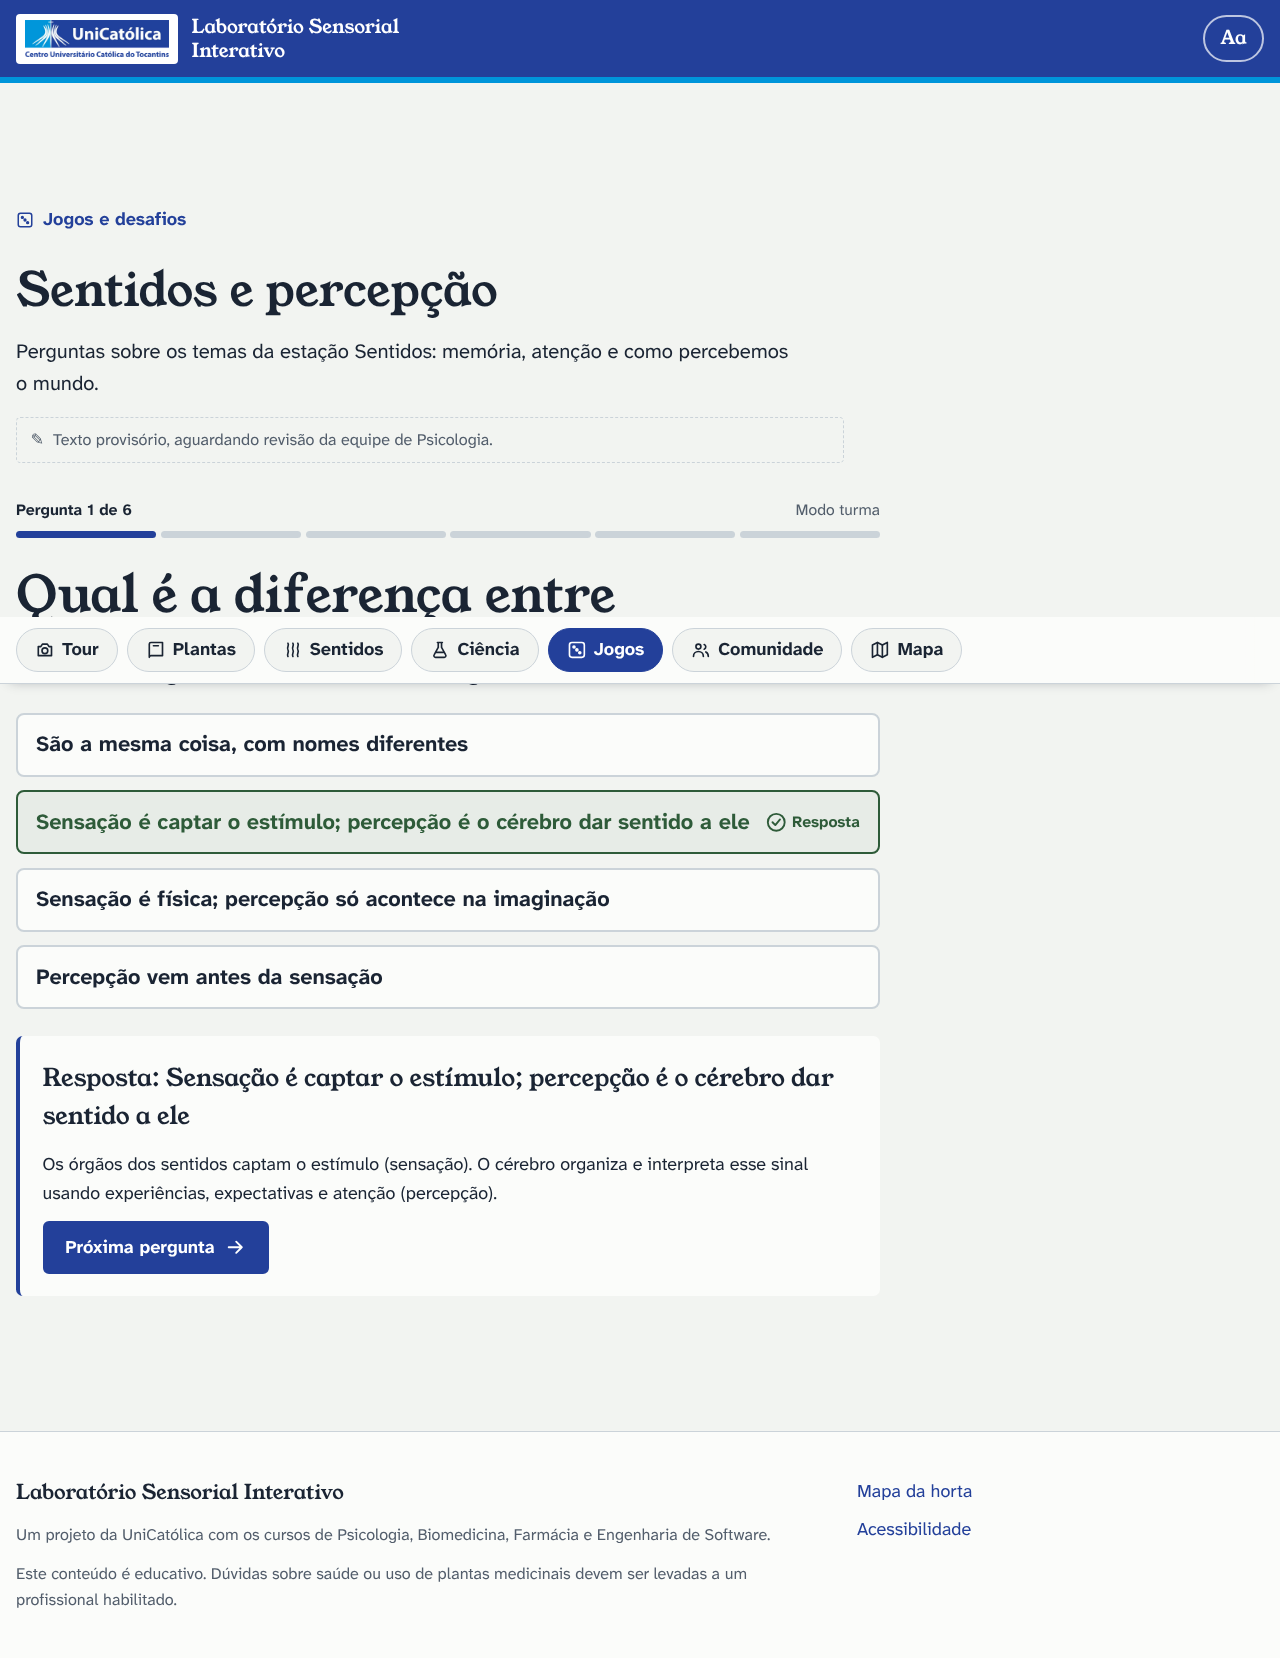 UniCatólica
Centro Universitário Católica do Tocantins
Laboratório Sensorial
Interativo
Aa
Jogos e desafios
Sentidos e percepção
Perguntas sobre os temas da estação Sentidos: memória, atenção e como percebemos
o mundo.
✎ Texto provisório, aguardando revisão da equipe de Psicologia.
Pergunta 1 de 6
Modo turma
Qual é a diferença entre
Tour
Plantas
Sentidos
Ciência
Jogos
Comunidade
Mapa
São a mesma coisa, com nomes diferentes
Sensação é captar o estímulo; percepção é o cérebro dar sentido a ele
Resposta
Sensação é física; percepção só acontece na imaginação
Percepção vem antes da sensação
Resposta: Sensação é captar o estímulo; percepção é o cérebro dar
sentido a ele
Os órgãos dos sentidos captam o estímulo (sensação). O cérebro organiza e interpreta esse sinal
usando experiências, expectativas e atenção (percepção).
Próxima pergunta →
Laboratório Sensorial Interativo
Um projeto da UniCatólica com os cursos de Psicologia, Biomedicina, Farmácia e Engenharia de Software.
Este conteúdo é educativo. Dúvidas sobre saúde ou uso de plantas medicinais devem ser levadas a um
profissional habilitado.
Mapa da horta
Acessibilidade